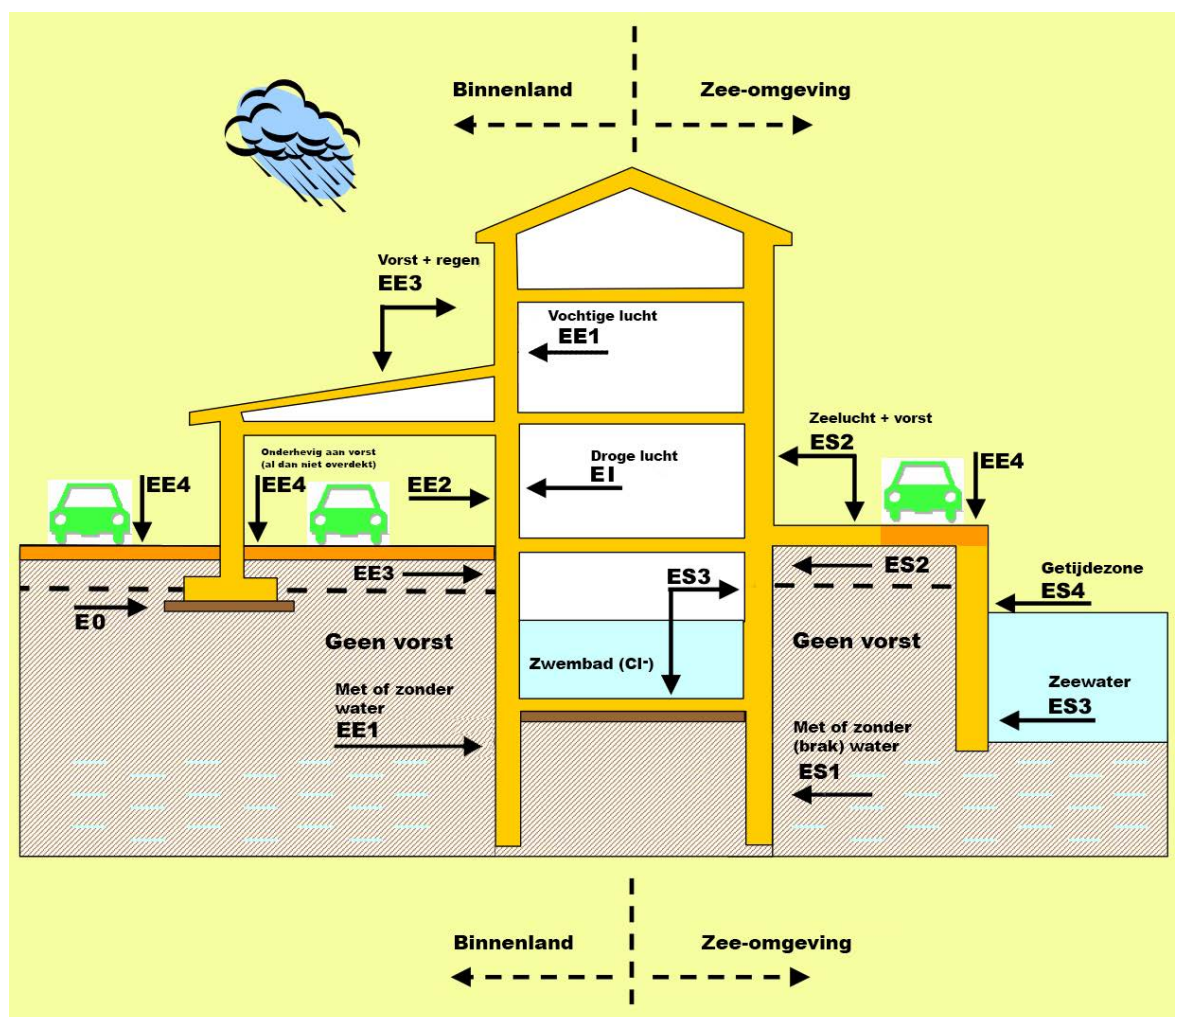 Binnenland
Zee-omgeving
Vorst + regen
EE3
Vochtige lucht
EE1
Zeelucht + vorst
ES2
Onderhevig aan vorst
(al dan niet overdekt)
EE4
EE4
EE2
Droge lucht
EI
EE4
EE3
ES3
ES2
Getijdezone
ES4
E0
Geen vorst
Geen vorst
Zwembad (Cl-)
Met of zonder
water
EE1
Zeewater
ES3
Met of zonder
(brak) water
ES1
Binnenland
Zee-omgeving